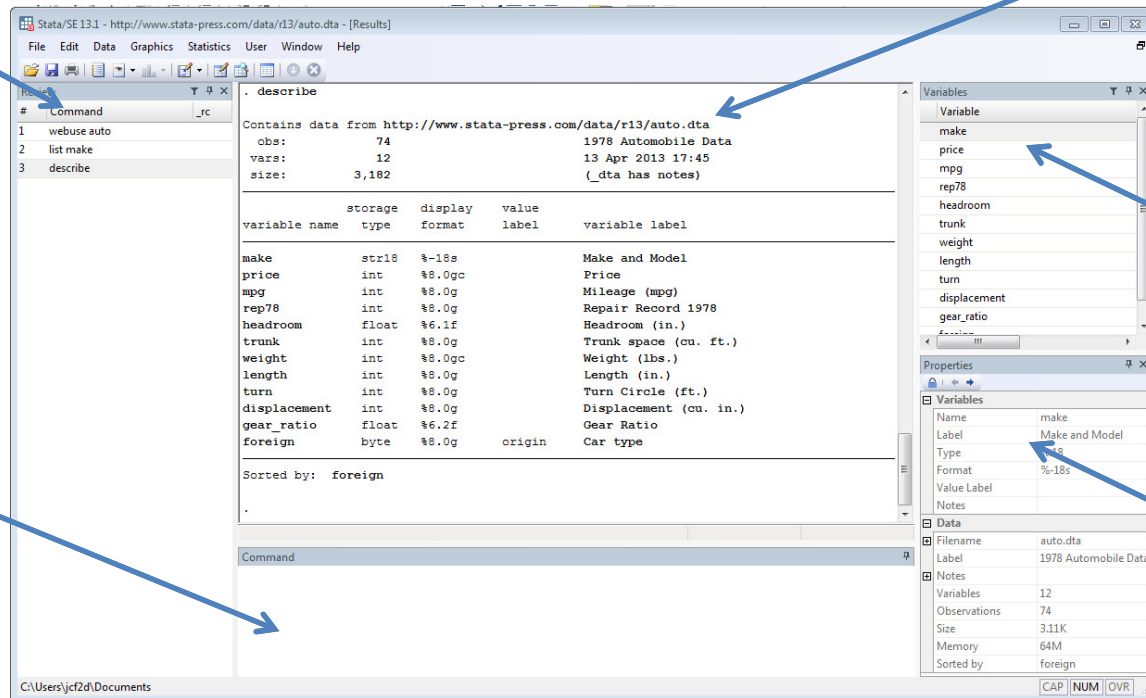 Stata/SE 13.1 - http://www.stata-press.com/data/r13/auto.dta - [Results]
File Edit Data Graphics Statistics User Window Help
# Command _rc
1 webuse auto
2 list make
3 describe
. describe
Contains data from http://www.stata-press.com/data/r13/auto.dta
obs: 74 1978 Automobile Data
vars: 12 13 Apr 2013 17:45
size: 3,182 (_dta has notes)
storage display value
variable name type format label variable label
make str18 %-18s Make and Model
price int %8.0gc Price
mpg int %8.0g Mileage (mpg)
rep78 int %8.0g Repair Record 1978
headroom float %6.1f Headroom (in.)
trunk int %8.0g Trunk space (cu. ft.)
weight int %8.0gc Weight (lbs.)
length int %8.0g Length (in.)
turn int %8.0g Turn Circle (ft.)
displacement int %8.0g Displacement (cu. in.)
gear_ratio float %6.2f Gear Ratio
foreign byte %8.0g origin Car type
Sorted by: foreign
.
Command
Variables
Variable
make
price
mpg
rep78
headroom
trunk
weight
length
turn
displacement
gear_ratio
Properties
Variables
Name make
Label Make and Model
Type
Format %-18s
Value Label
Notes
Data
Filename auto.dta
Label 1978 Automobile Data
Notes
Variables 12
Observations 74
Size 3.11K
Memory 64M
Sorted by foreign
C:\Users\jcf2d\Documents
CAP NUM OVR